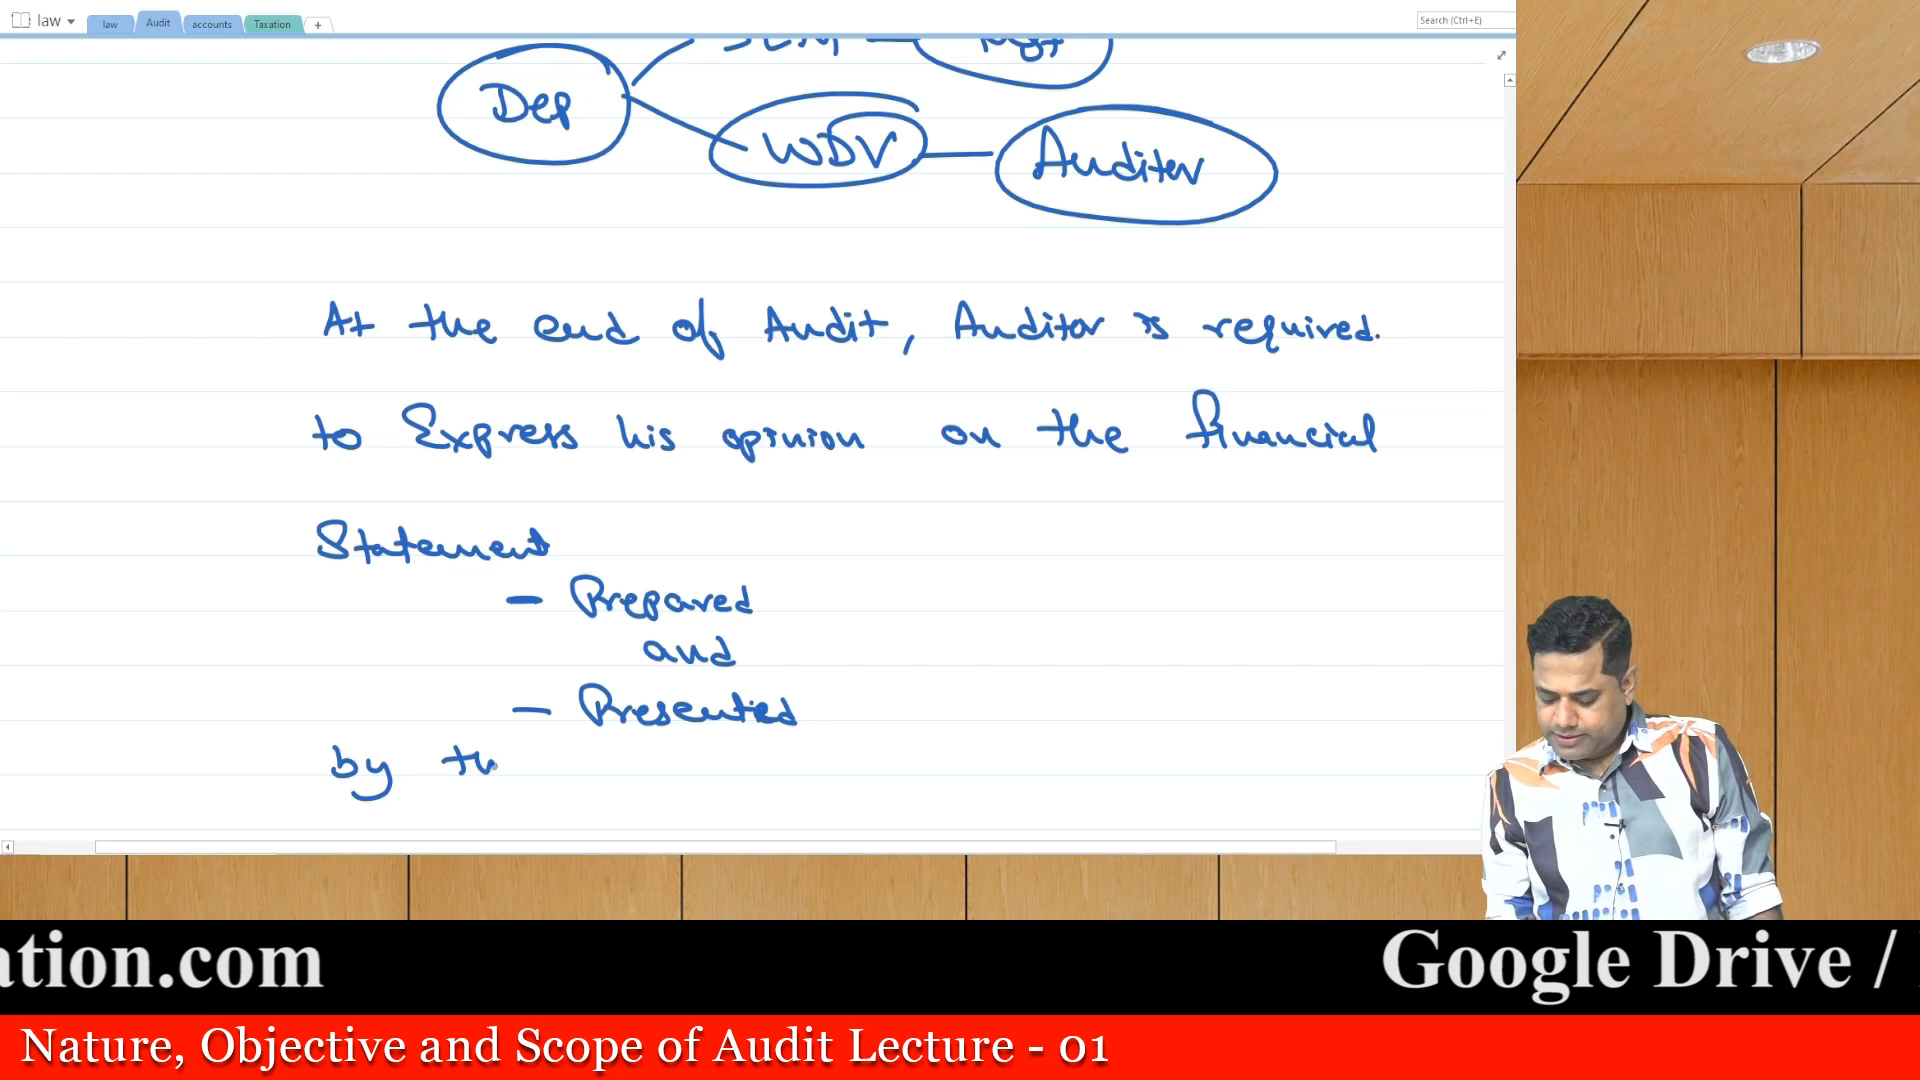 law
law Audit accounts Taxation +
Search (Ctrl+E)
Dep
WDV
Auditor
At the end of Audit, Auditor is required.
to Express his opinion on the financial
Statement
- Prepared
and
- Presented
by th
ation.com
Google Drive /
Nature, Objective and Scope of Audit Lecture - 01